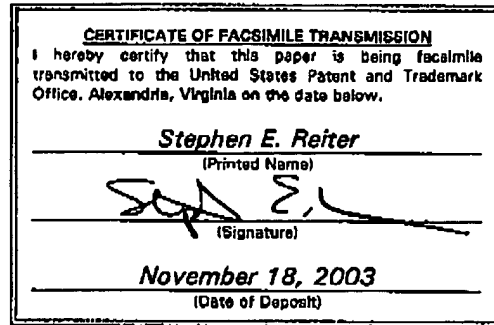 CERTIFICATE OF FACSIMILE TRANSMISSION
I hereby certify that this paper is being facsimile
transmitted to the United States Patent and Trademark
Office, Alexandria, Virginia on the date below.
Stephen E. Reiter
(Printed Name)
(Signature)
November 18, 2003
(Date of Deposit)